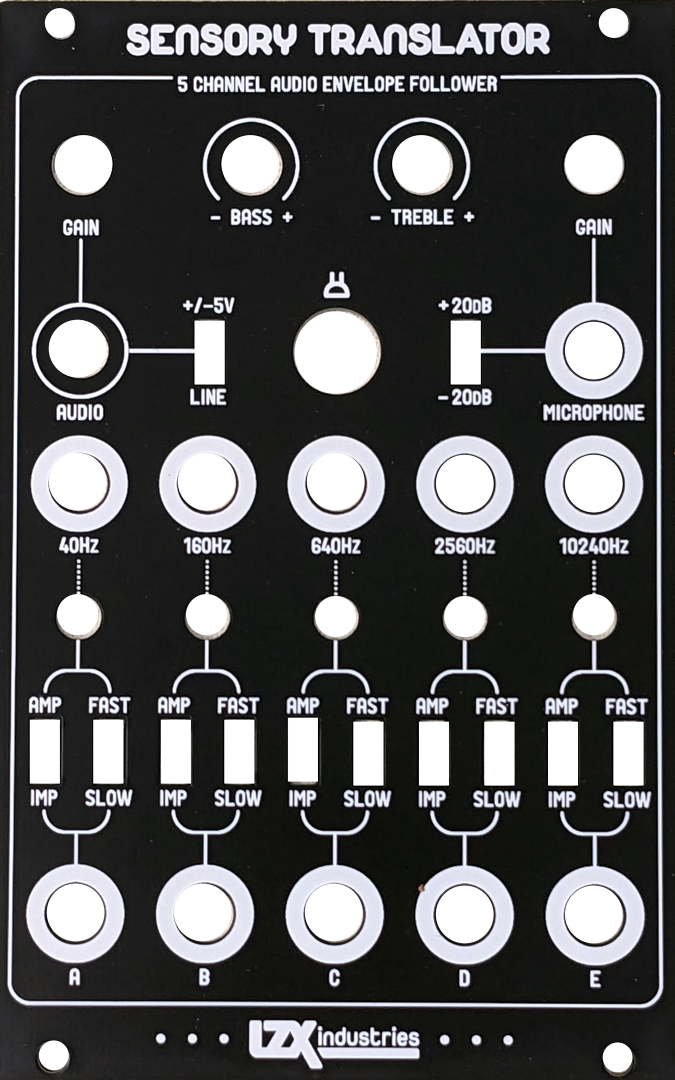 SENSORY TRANSLATOR
5 CHANNEL AUDIO ENVELOPE FOLLOWER
- BASS +
- TREBLE +
GAIN
GAIN
+/-5V
+20DB
LINE
-20DB
AUDIO
MICROPHONE
40HZ
160HZ
640HZ
2560HZ
10240HZ
AMP FAST AMP FAST AMP FAST AMP FAST AMP FAST
IMP SLOW IMP SLOW IMP SLOW IMP SLOW IMP SLOW
A
B
C
D
E
LZX industries